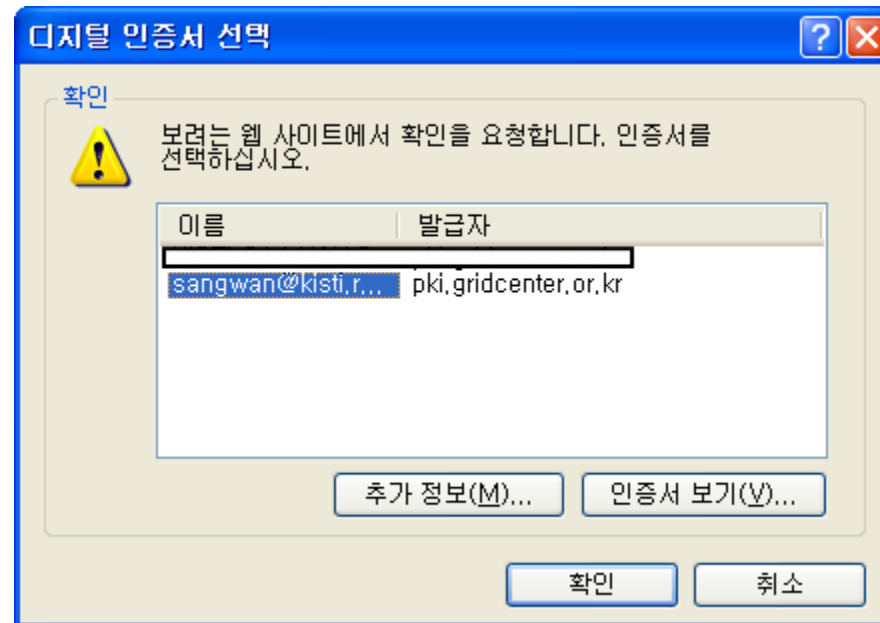 디지털 인증서 선택
확인
보려는 웹 사이트에서 확인을 요청합니다. 인증서를
선택하십시오.
이름 발급자
sangwan@kisti,r,,, pki,gridcenter,or,kr
추가 정보(M)... 인증서 보기(V)...
확인 취소